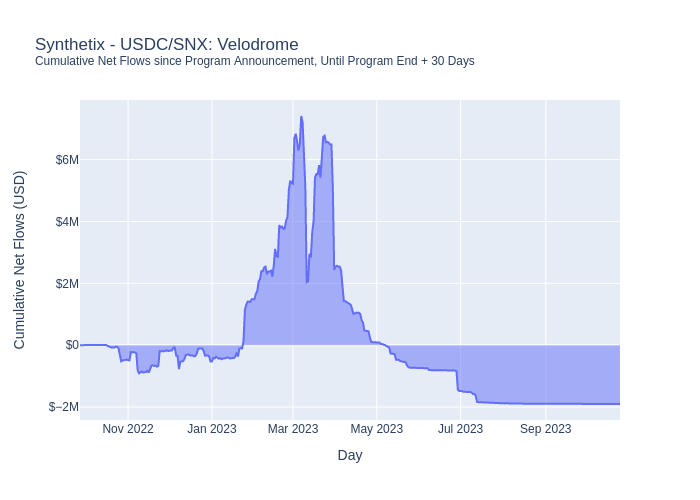 Synthetix - USDC/SNX: Velodrome
Cumulative Net Flows since Program Announcement, Until Program End + 30 Days
Cumulative Net Flows (USD)
$6M
$4M
$2M
$0
$−2M
Nov 2022 Jan 2023 Mar 2023 May 2023 Jul 2023 Sep 2023
Day